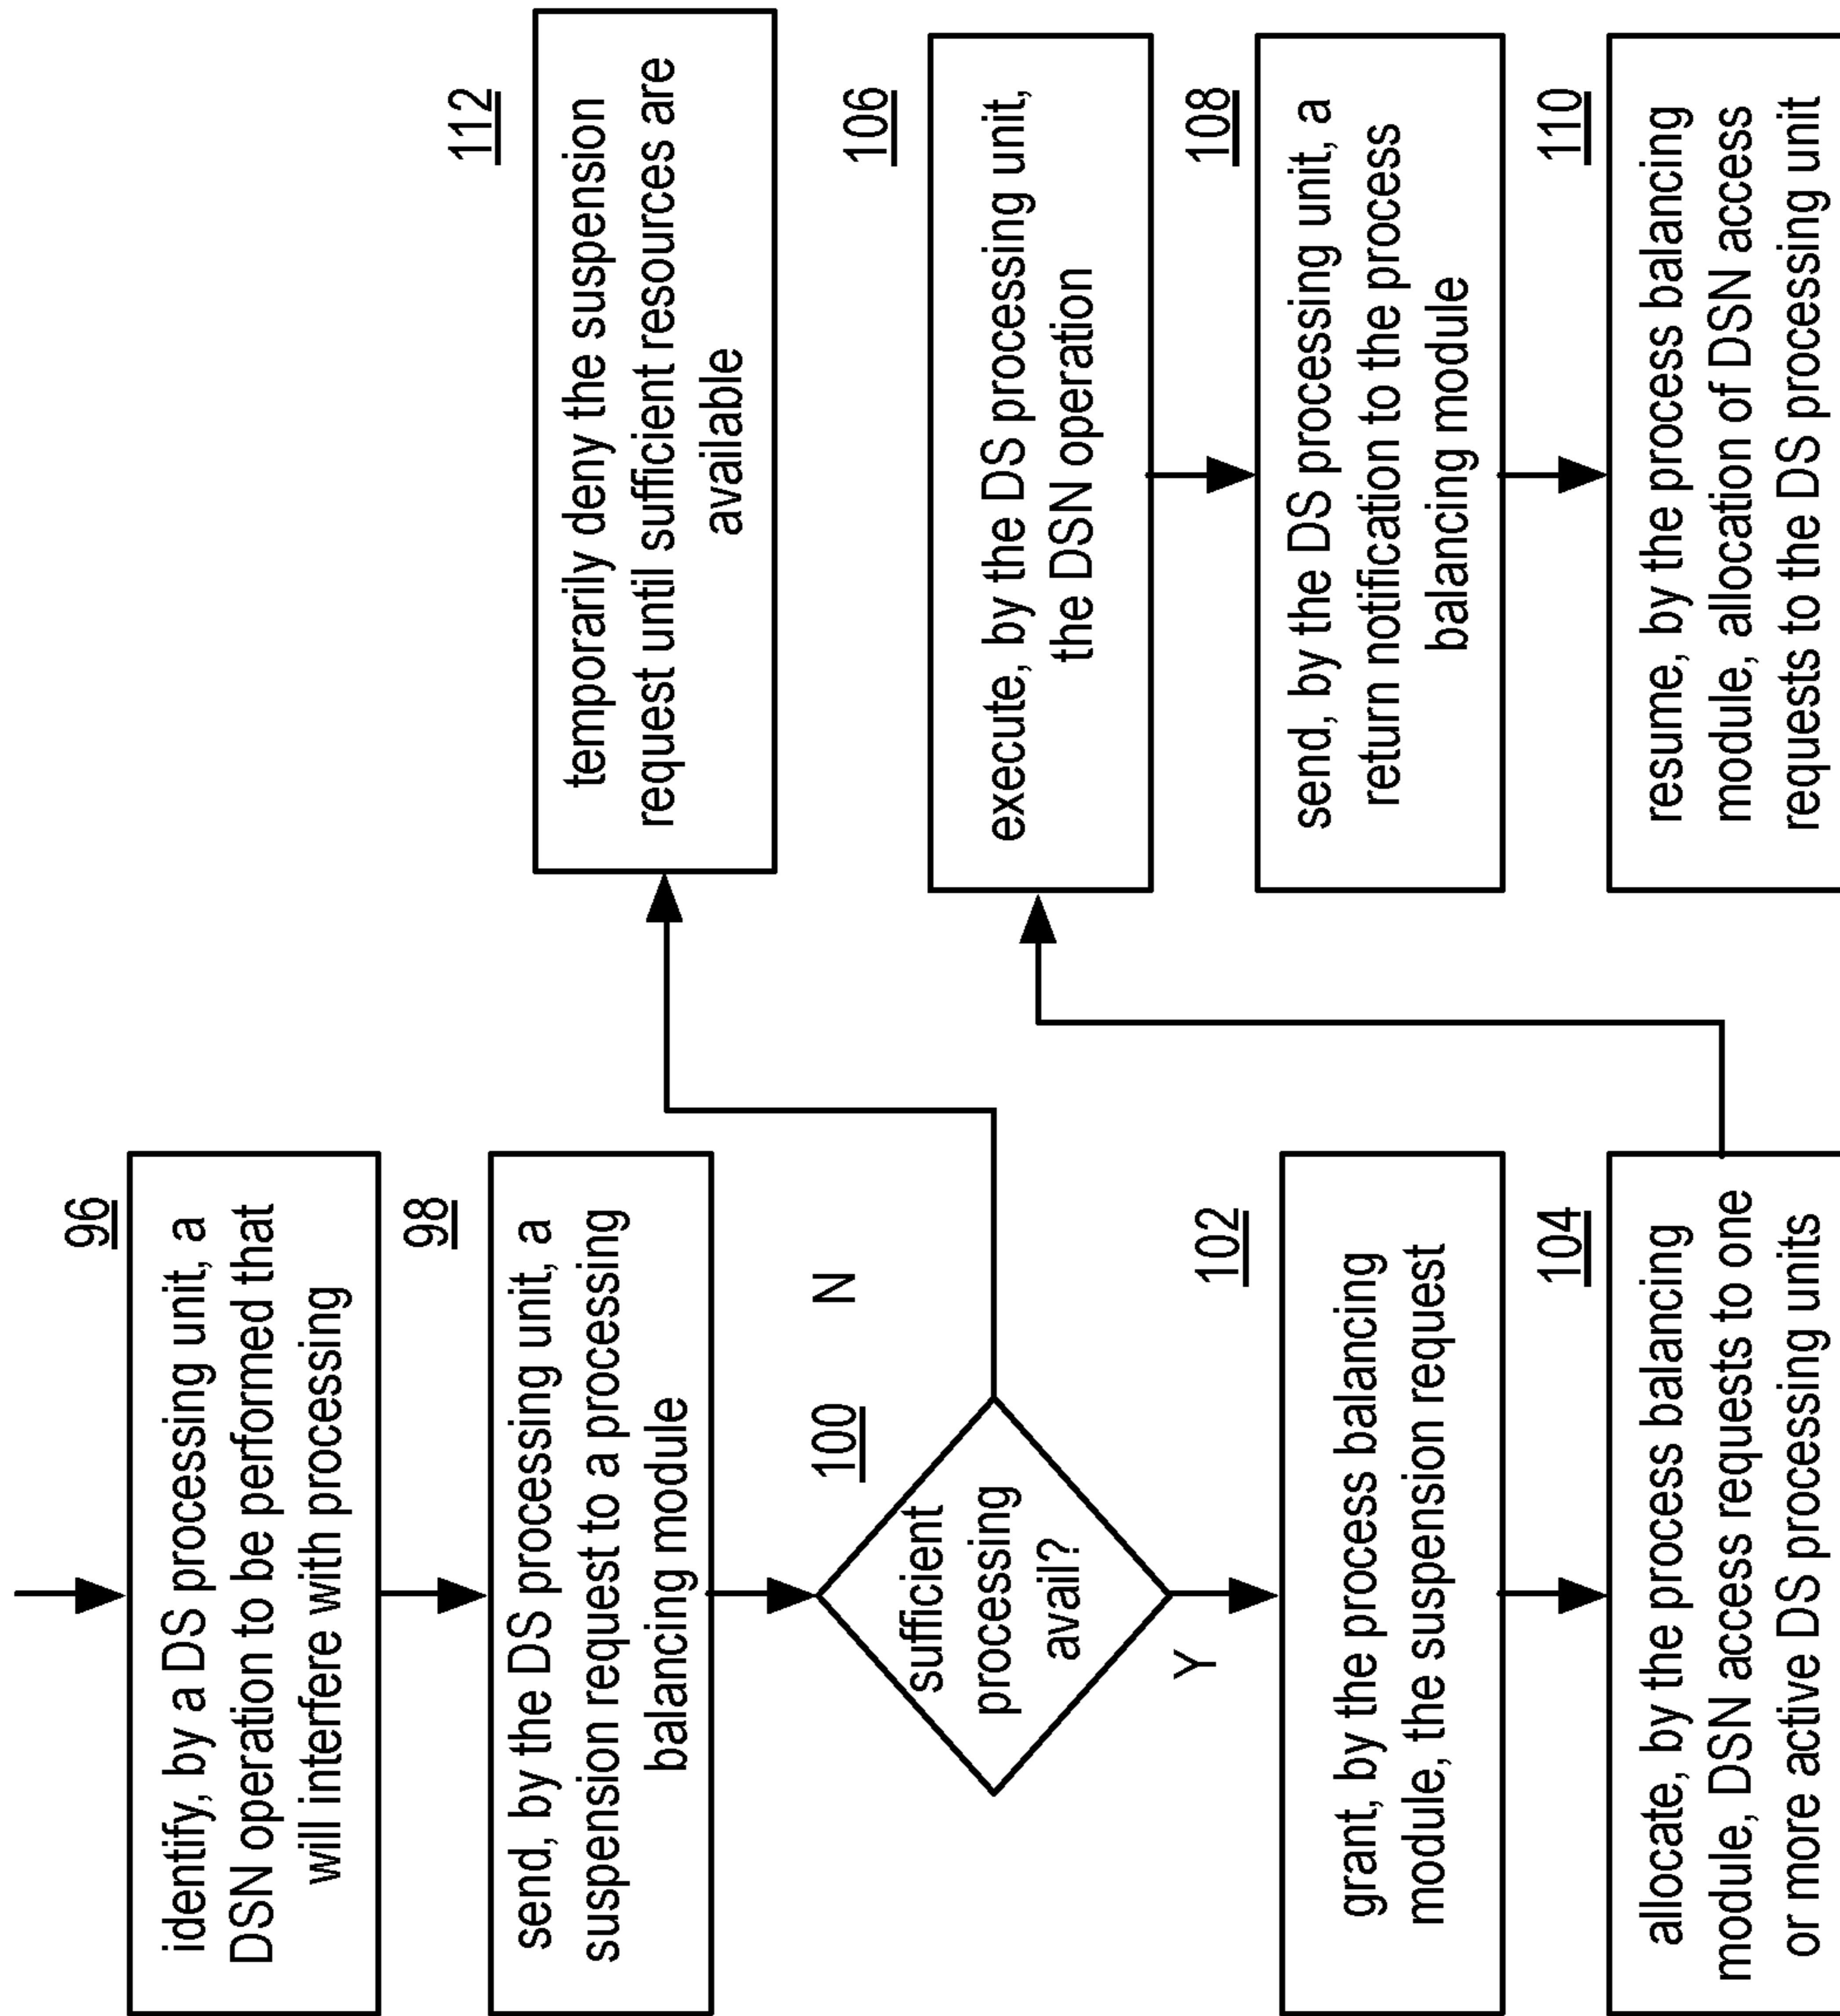 96
identify, by a DS processing unit, a
DSN operation to be performed that
will interfere with processing
98
send, by the DS processing unit, a
suspension request to a processing
balancing module
100
sufficient
processing
avail?
N
Y
102
grant, by the process balancing
module, the suspension request
104
allocate, by the process balancing
module, DSN access requests to one
or more active DS processing units
112
temporarily deny the suspension
request until sufficient resources are
available
106
execute, by the DS processing unit,
the DSN operation
108
send, by the DS processing unit, a
return notification to the process
balancing module
110
resume, by the process balancing
module, allocation of DSN access
requests to the DS processing unit